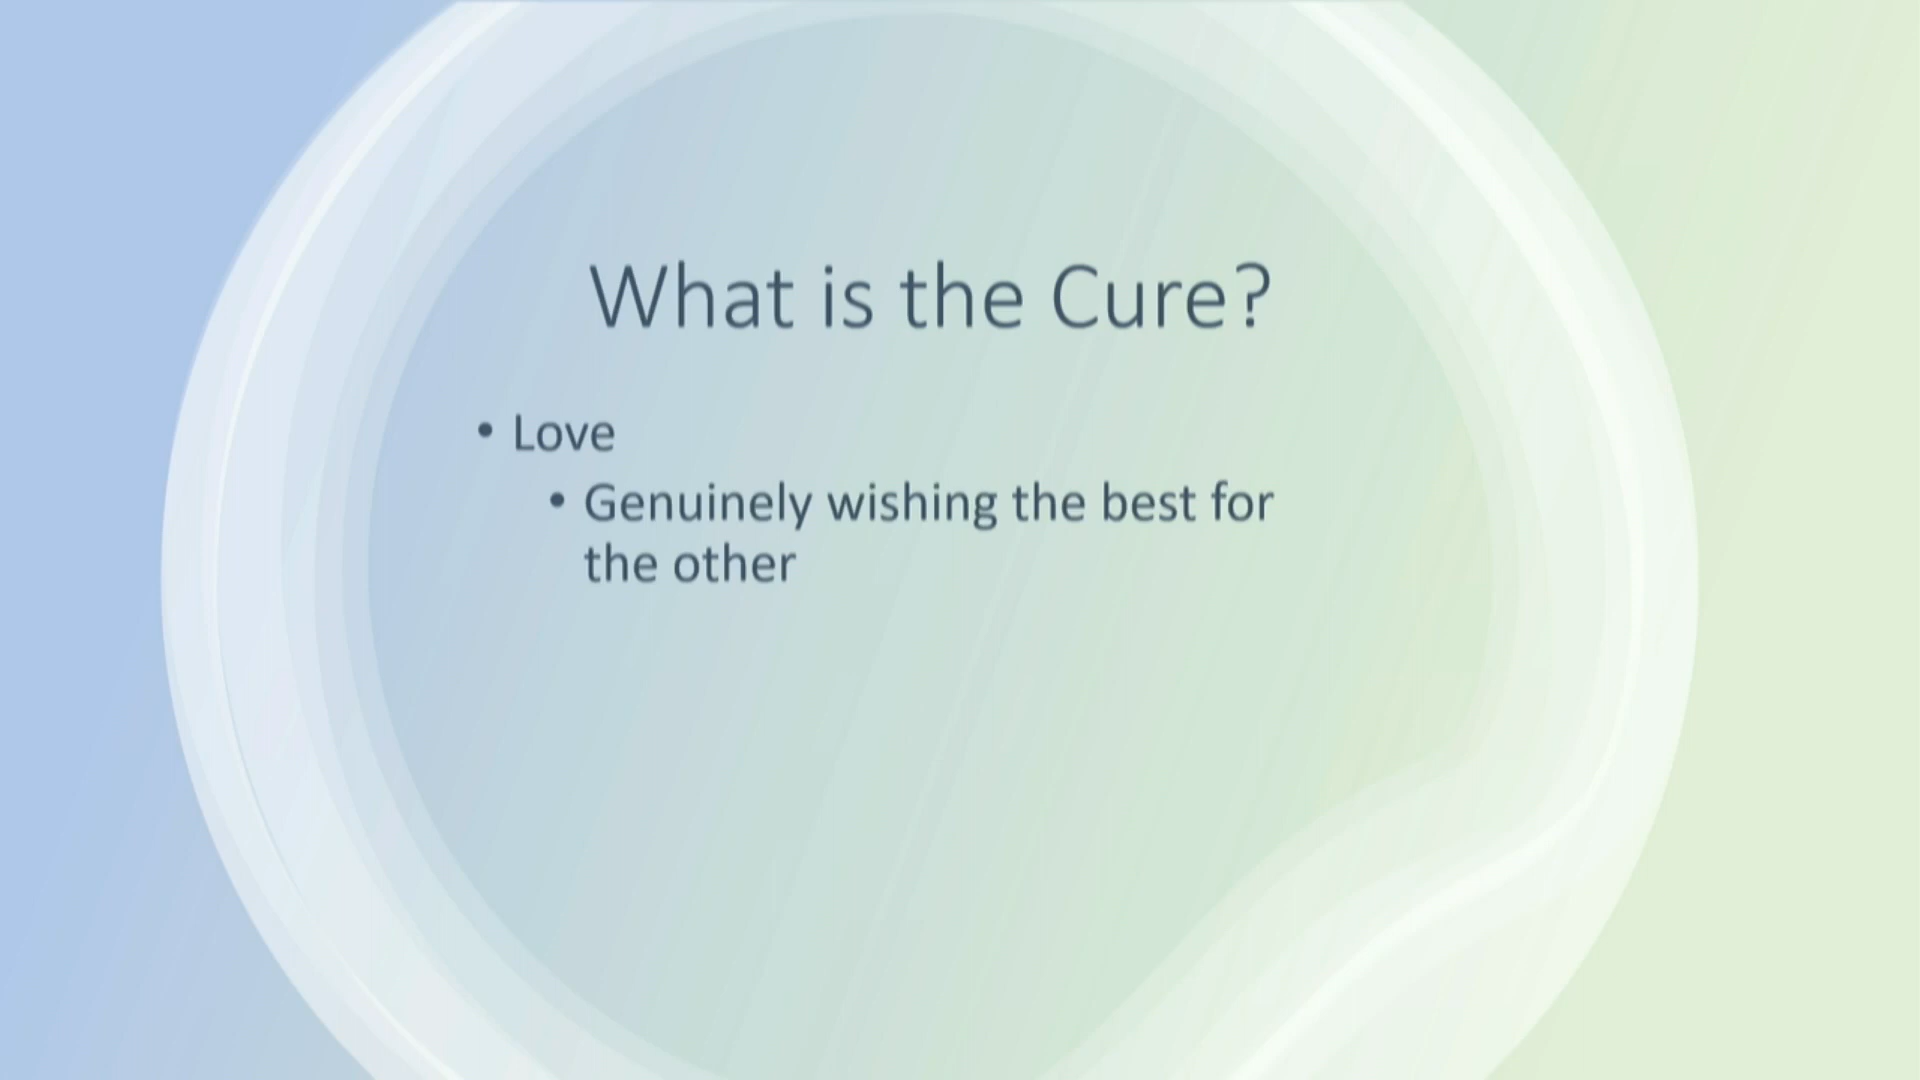 What is the Cure?
• Love
• Genuinely wishing the best for
the other